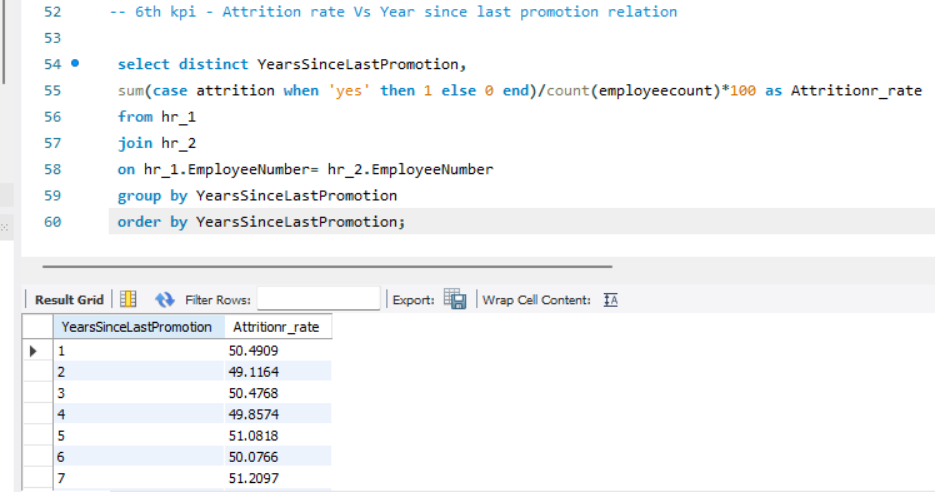 52 -- 6th kpi - Attrition rate Vs Year since last promotion relation
53
54 select distinct YearsSinceLastPromotion,
55 sum(case attrition when 'yes' then 1 else 0 end)/count(employeecount)*100 as Attritionr_rate
56 from hr_1
57 join hr_2
58 on hr_1.EmployeeNumber= hr_2.EmployeeNumber
59 group by YearsSinceLastPromotion
60 order by YearsSinceLastPromotion;
Result Grid Filter Rows: Export: Wrap Cell Content: IA
YearsSinceLastPromotion Attritionr_rate
1 50.4909
2 49.1164
3 50.4768
4 49.8574
5 51.0818
6 50.0766
7 51.2097